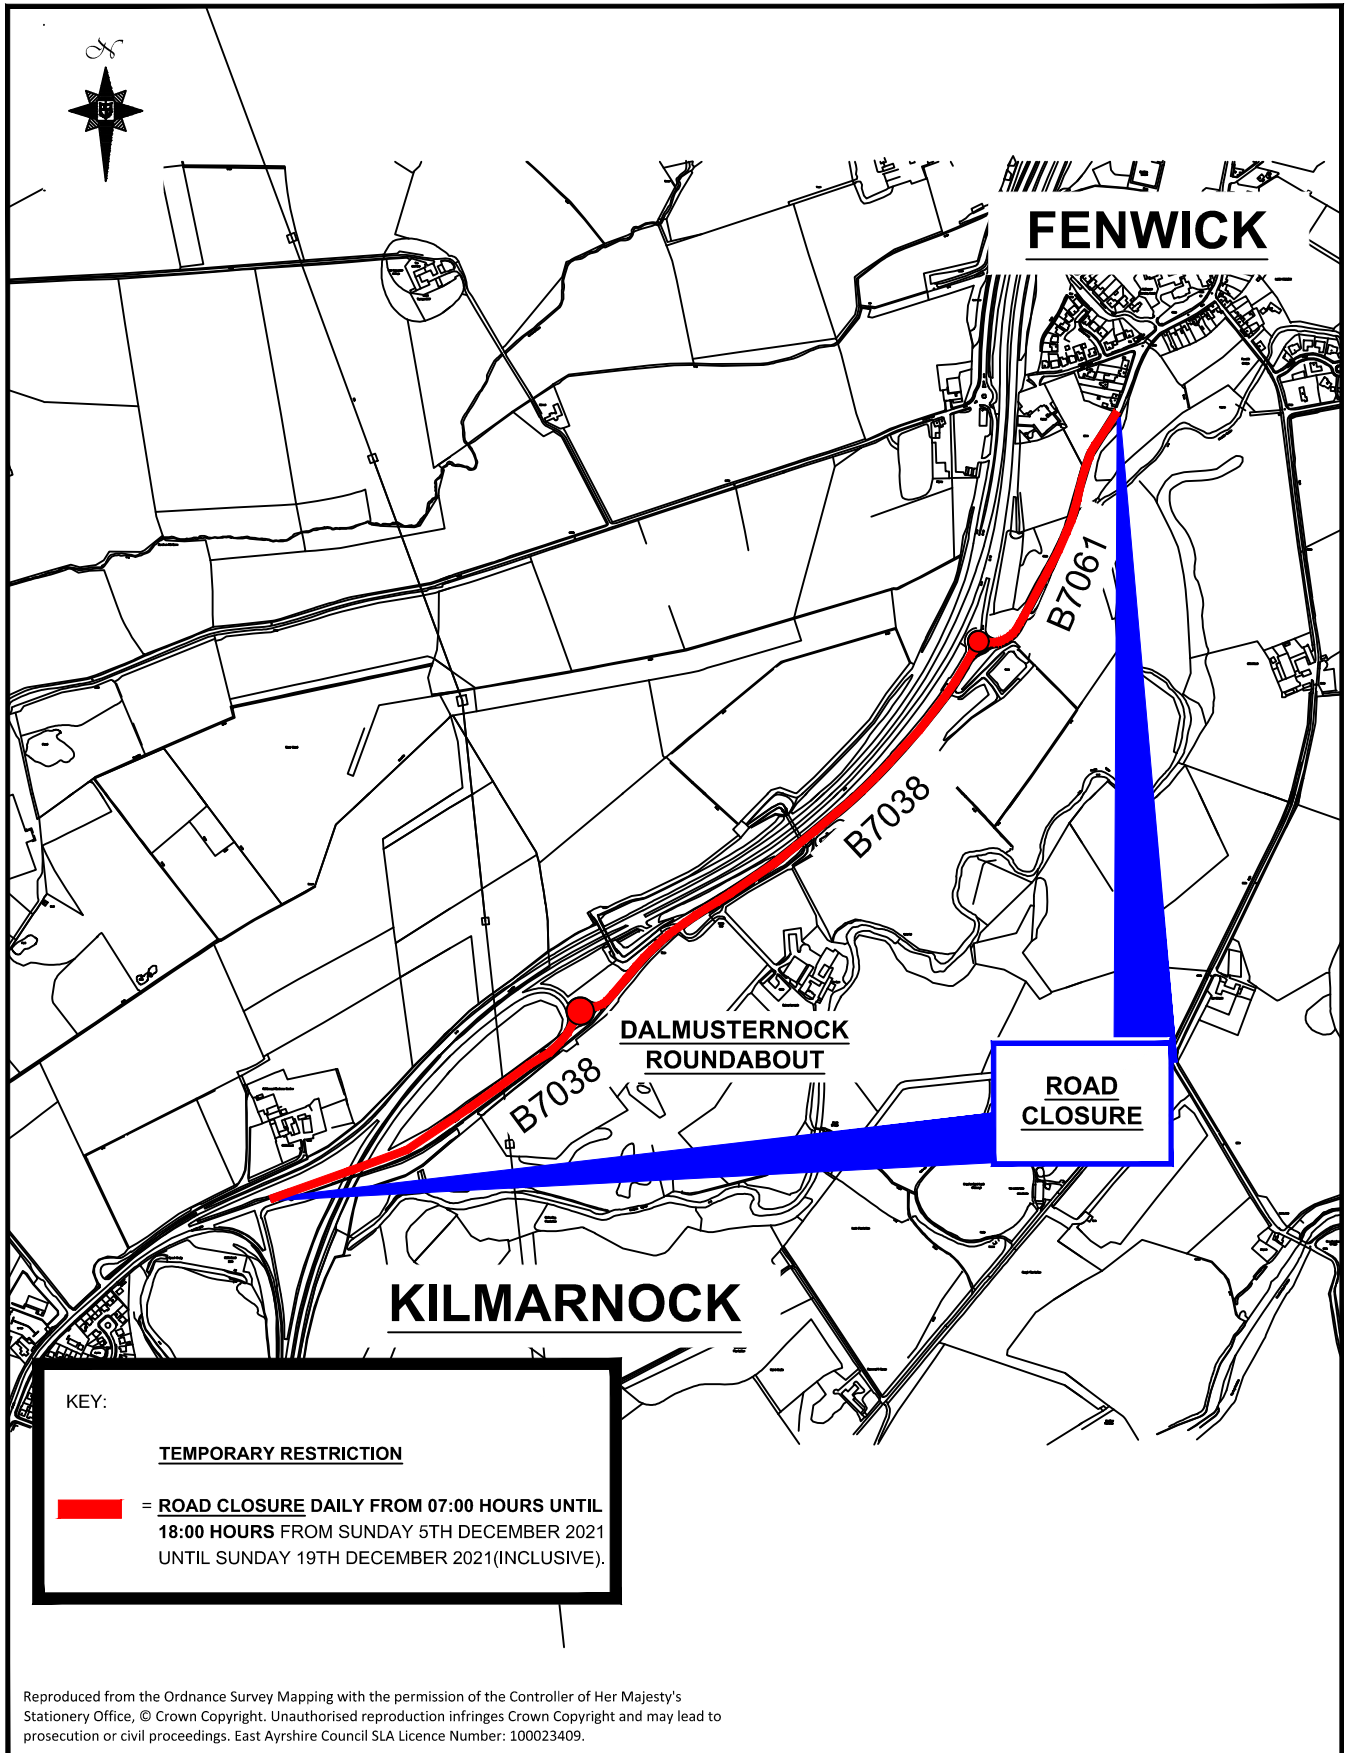 N
FENWICK
B7061
B7038
DALMUSTERNOCK
ROUNDABOUT
B7038
ROAD
CLOSURE
KILMARNOCK
KEY:
TEMPORARY RESTRICTION
= ROAD CLOSURE DAILY FROM 07:00 HOURS UNTIL
18:00 HOURS FROM SUNDAY 5TH DECEMBER 2021
UNTIL SUNDAY 19TH DECEMBER 2021(INCLUSIVE).
Reproduced from the Ordnance Survey Mapping with the permission of the Controller of Her Majesty's
Stationery Office, © Crown Copyright. Unauthorised reproduction infringes Crown Copyright and may lead to
prosecution or civil proceedings. East Ayrshire Council SLA Licence Number: 100023409.